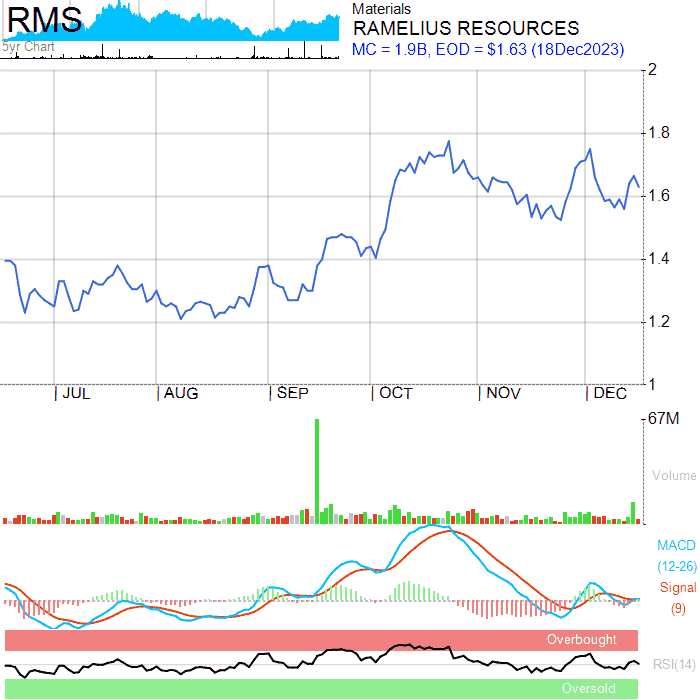 RMS
5yr Chart
Materials
RAMELIUS RESOURCES
MC = 1.9B, EOD = $1.63 (18Dec2023)
2
1.8
1.6
1.4
1.2
1
JUL AUG SEP OCT NOV DEC
67M
Volume
MACD
(12-26)
Signal
(9)
Overbought
RSI(14)
Oversold